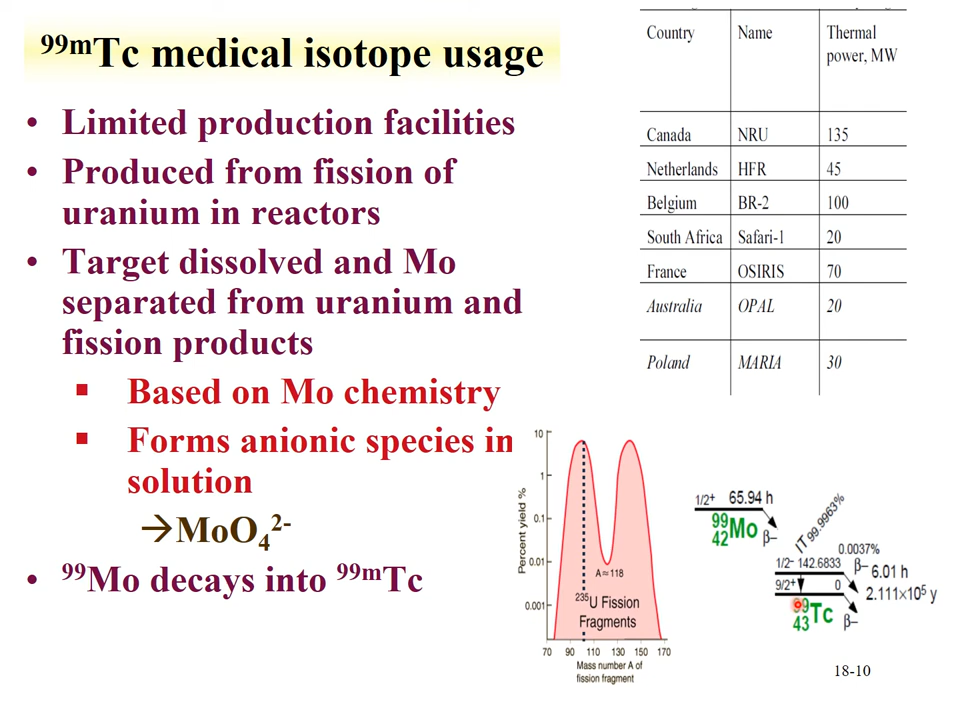 99mTc medical isotope usage
• Limited production facilities
• Produced from fission of
uranium in reactors
• Target dissolved and Mo
separated from uranium and
fission products
▪ Based on Mo chemistry
▪ Forms anionic species in
solution
→MoO₄²⁻
• ⁹⁹Mo decays into ⁹⁹ᵐTc
Country Name Thermal
power, MW
Canada NRU 135
Netherlands HFR 45
Belgium BR-2 100
South Africa Safari-1 20
France OSIRIS 70
Australia OPAL 20
Poland MARIA 30
Percent yield %
10
1
0.1
0.01
0.001
A≈118
²³⁵U Fission
Fragments
70 90 110 130 150 170
Mass number A of
fission fragment
1/2+ 65.94 h
⁹⁹₄₂Mo β−
IT 99.9963%
0.0037%
1/2− 142.6833 β− 6.01 h
9/2+ 0 2.111×10⁵ y
⁹⁹₄₃Tc β−
18-10